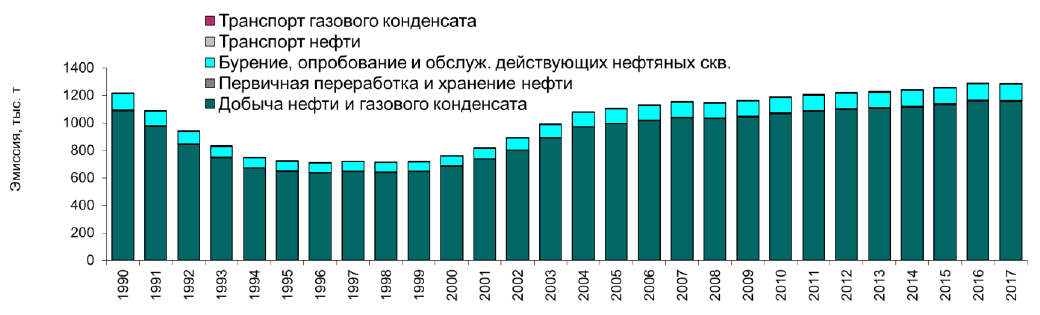 Транспорт газового конденсата
Транспорт нефти
Бурение, опробование и обслуж. действующих нефтяных скв.
Первичная переработка и хранение нефти
Добыча нефти и газового конденсата
Эмиссия, тыс. т
1400
1200
1000
800
600
400
200
0
1990 1991 1992 1993 1994 1995 1996 1997 1998 1999 2000 2001 2002 2003 2004 2005 2006 2007 2008 2009 2010 2011 2012 2013 2014 2015 2016 2017